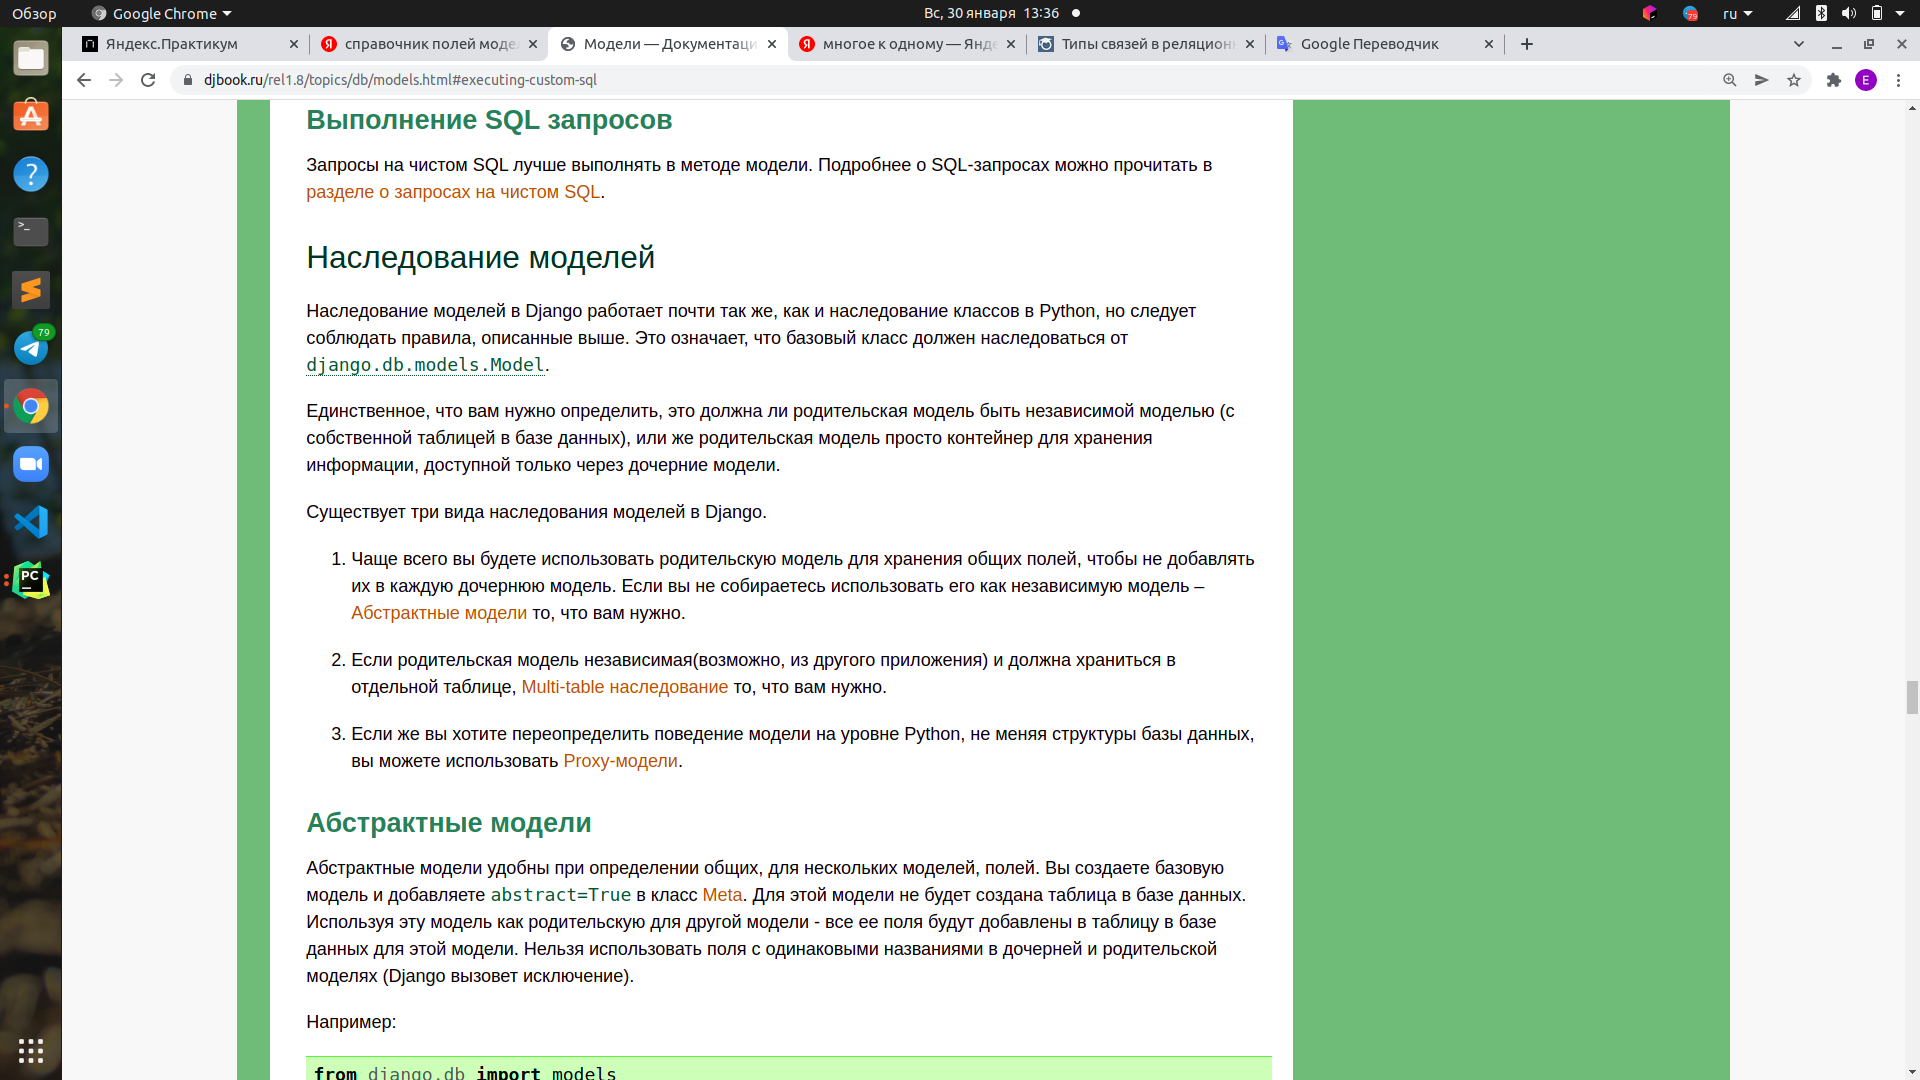 Обзор
Google Chrome
Вс, 30 января 13:36
79
ru
Яндекс.Практикум
справочник полей моде
Модели — Документаци
многое к одному — Янде
Типы связей в реляцион
Google Переводчик
djbook.ru/rel1.8/topics/db/models.html#executing-custom-sql
E
79
PC
Выполнение SQL запросов
Запросы на чистом SQL лучше выполнять в методе модели. Подробнее о SQL-запросах можно прочитать в
разделе о запросах на чистом SQL.
Наследование моделей
Наследование моделей в Django работает почти так же, как и наследование классов в Python, но следует
соблюдать правила, описанные выше. Это означает, что базовый класс должен наследоваться от
django.db.models.Model.
Единственное, что вам нужно определить, это должна ли родительская модель быть независимой моделью (с
собственной таблицей в базе данных), или же родительская модель просто контейнер для хранения
информации, доступной только через дочерние модели.
Существует три вида наследования моделей в Django.
1. Чаще всего вы будете использовать родительскую модель для хранения общих полей, чтобы не добавлять
их в каждую дочернюю модель. Если вы не собираетесь использовать его как независимую модель –
Абстрактные модели то, что вам нужно.
2. Если родительская модель независимая(возможно, из другого приложения) и должна храниться в
отдельной таблице, Multi-table наследование то, что вам нужно.
3. Если же вы хотите переопределить поведение модели на уровне Python, не меняя структуры базы данных,
вы можете использовать Proxy-модели.
Абстрактные модели
Абстрактные модели удобны при определении общих, для нескольких моделей, полей. Вы создаете базовую
модель и добавляете abstract=True в класс Meta. Для этой модели не будет создана таблица в базе данных.
Используя эту модель как родительскую для другой модели - все ее поля будут добавлены в таблицу в базе
данных для этой модели. Нельзя использовать поля с одинаковыми названиями в дочерней и родительской
моделях (Django вызовет исключение).
Например:
from django.db import models